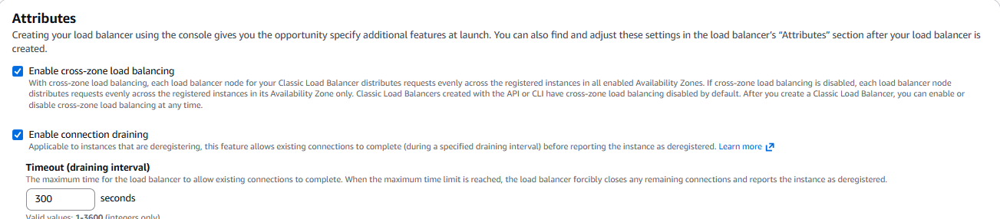 Attributes
Creating your load balancer using the console gives you the opportunity specify additional features at launch. You can also find and adjust these settings in the load balancer's “Attributes” section after your load balancer is
created.
Enable cross-zone load balancing
With cross-zone load balancing, each load balancer node for your Classic Load Balancer distributes requests evenly across the registered instances in all enabled Availability Zones. If cross-zone load balancing is disabled, each load balancer node
distributes requests evenly across the registered instances in its Availability Zone only. Classic Load Balancers created with the API or CLI have cross-zone load balancing disabled by default. After you create a Classic Load Balancer, you can enable or
disable cross-zone load balancing at any time.
Enable connection draining
Applicable to instances that are deregistering, this feature allows existing connections to complete (during a specified draining interval) before reporting the instance as deregistered. Learn more
Timeout (draining interval)
The maximum time for the load balancer to allow existing connections to complete. When the maximum time limit is reached, the load balancer forcibly closes any remaining connections and reports the instance as deregistered.
300 seconds
Valid values: 1-3600 (integers only)